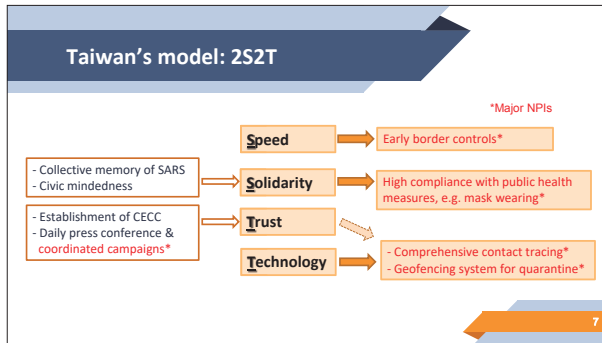 Taiwan's model: 2S2T
*Major NPIs
Speed
Early border controls*
- Collective memory of SARS
- Civic mindedness
Solidarity
High compliance with public health
measures, e.g. mask wearing*
- Establishment of CECC
- Daily press conference &
coordinated campaigns*
Trust
Technology
- Comprehensive contact tracing*
- Geofencing system for quarantine*
7